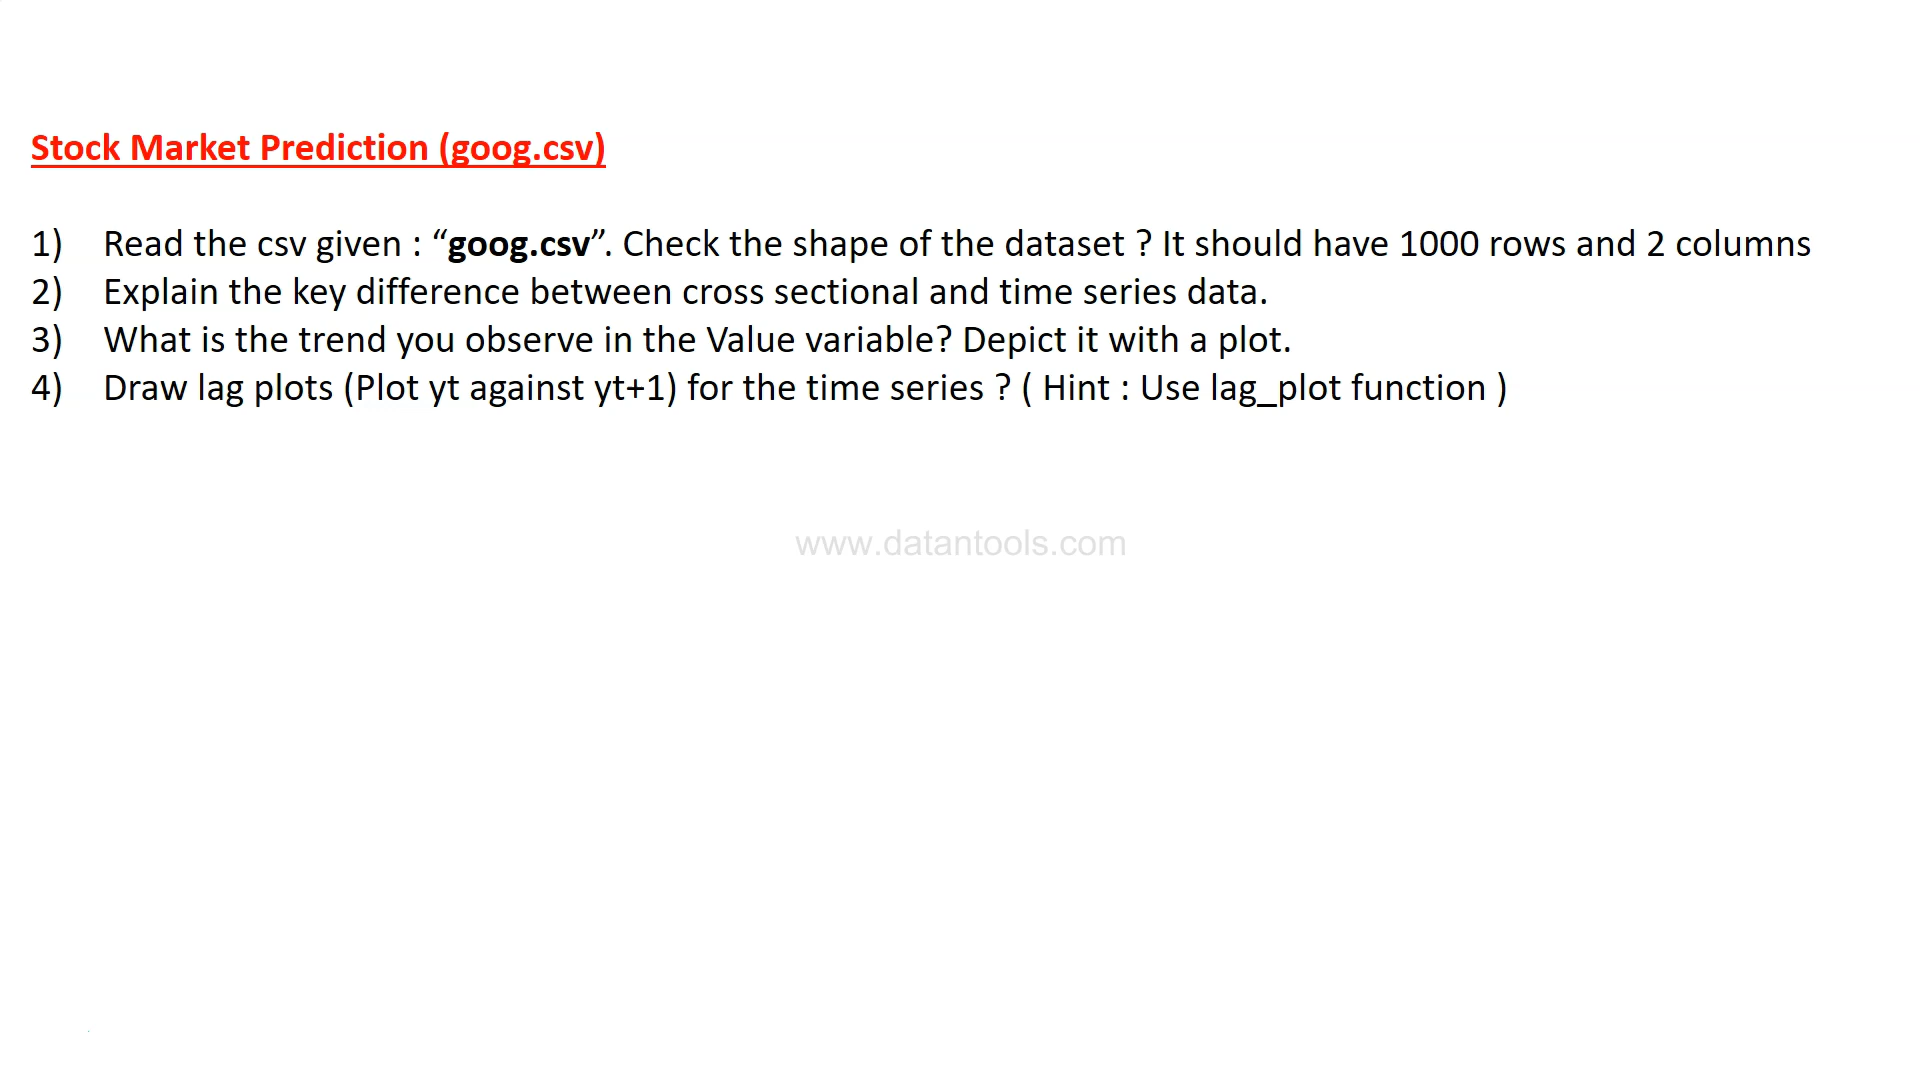 Stock Market Prediction (goog.csv)
1) Read the csv given : “goog.csv”. Check the shape of the dataset ? It should have 1000 rows and 2 columns
2) Explain the key difference between cross sectional and time series data.
3) What is the trend you observe in the Value variable? Depict it with a plot.
4) Draw lag plots (Plot yt against yt+1) for the time series ? ( Hint : Use lag_plot function )
www.datantools.com